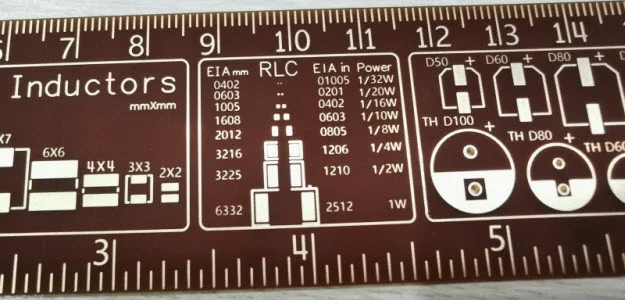 7 8 9 10 11 12 13 14
Inductors
mmXmm
6X6 4X4 3X3 2X2
EIA mm RLC EIA in Power
0402 01005 1/32W
0603 0201 1/20W
1005 0402 1/16W
1608 0603 1/10W
2012 0805 1/8W
3216 1206 1/4W
3225 1210 1/2W
6332 2512 1W
D50 D60 D80
+ + +
TH D100 TH D80 TH D60
+ +
3 4 5